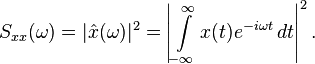 S_{xx}(\omega) = |\hat{x}(\omega)|^2 = \left| \int_{-\infty}^{\infty} x(t) e^{-i\omega t} \, dt \right|^2 .